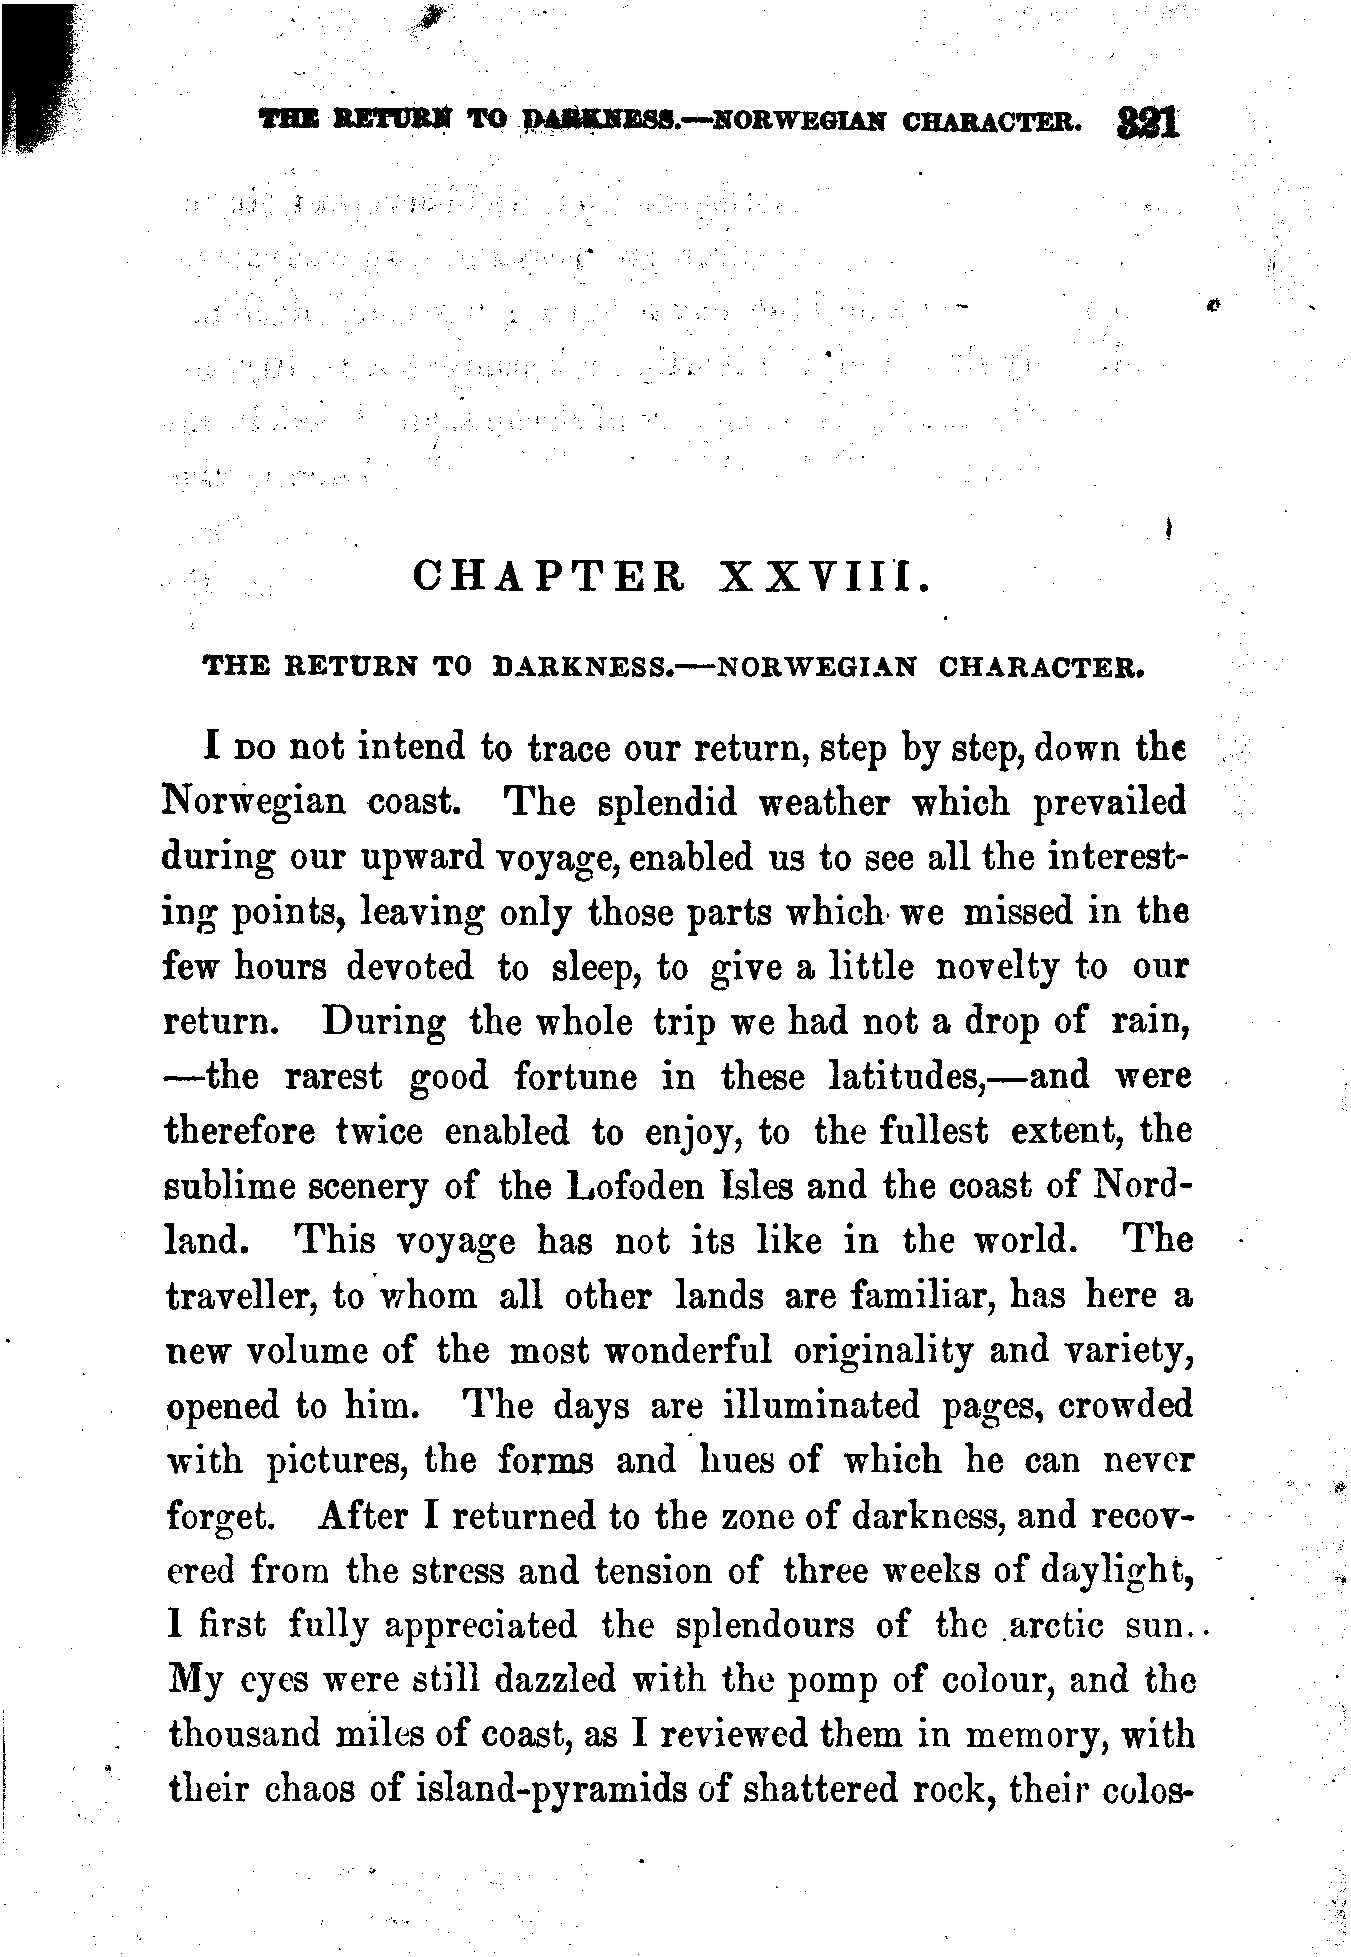 THE RETURN TO DARKNESS.—NORWEGIAN CHARACTER. 321
CHAPTER XXVIII.
THE RETURN TO DARKNESS.—NORWEGIAN CHARACTER.
I DO not intend to trace our return, step by step, down the
Norwegian coast. The splendid weather which prevailed
during our upward voyage, enabled us to see all the interest-
ing points, leaving only those parts which we missed in the
few hours devoted to sleep, to give a little novelty to our
return. During the whole trip we had not a drop of rain,
—the rarest good fortune in these latitudes,—and were
therefore twice enabled to enjoy, to the fullest extent, the
sublime scenery of the Lofoden Isles and the coast of Nord-
land. This voyage has not its like in the world. The
traveller, to whom all other lands are familiar, has here a
new volume of the most wonderful originality and variety,
opened to him. The days are illuminated pages, crowded
with pictures, the forms and hues of which he can never
forget. After I returned to the zone of darkness, and recov-
ered from the stress and tension of three weeks of daylight,
I first fully appreciated the splendours of the arctic sun.
My eyes were still dazzled with the pomp of colour, and the
thousand miles of coast, as I reviewed them in memory, with
their chaos of island-pyramids of shattered rock, their colos-